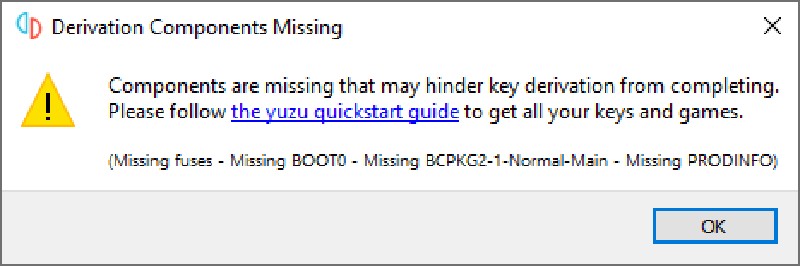 Derivation Components Missing
Components are missing that may hinder key derivation from completing.
Please follow the yuzu quickstart guide to get all your keys and games.
(Missing fuses - Missing BOOT0 - Missing BCPKG2-1-Normal-Main - Missing PRODINFO)
OK